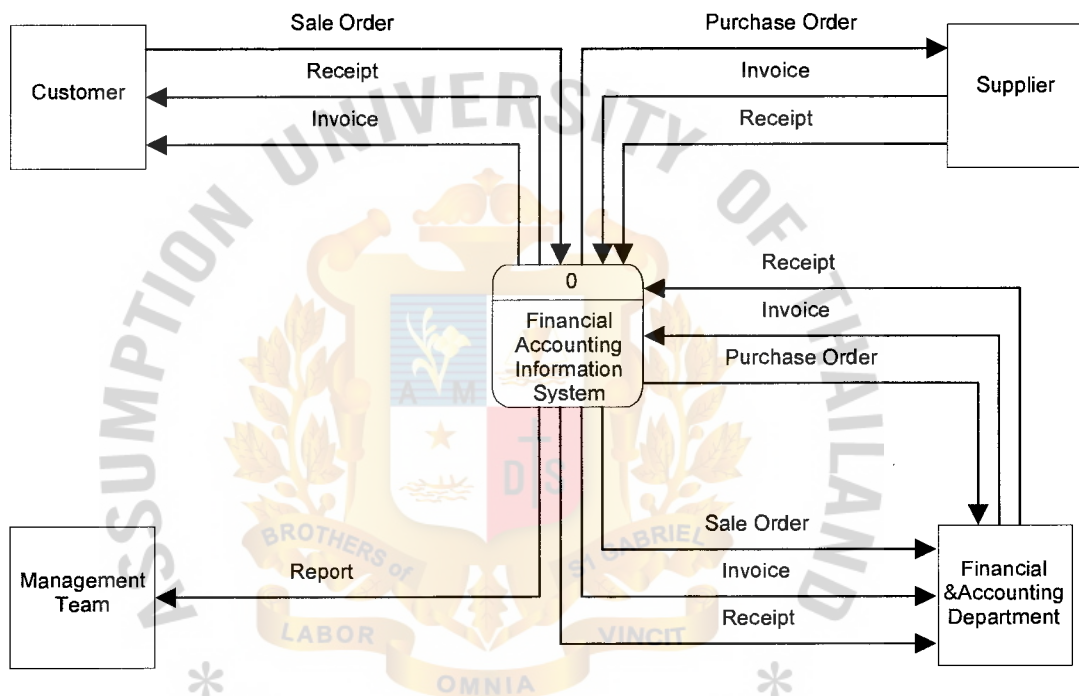 Sale Order
Purchase Order
Customer
Receipt
Invoice
Invoice
Receipt
Supplier
ASSUMPTION UNIVERSITY OF THAILAND
0
Financial
Accounting
Information
System
Receipt
Invoice
Purchase Order
A M
D S
Sale Order
Invoice
Receipt
Management
Team
Report
Financial
&Accounting
Department
BROTHERS of
ST GABRIEL
LABOR
VINCIT
OMNIA